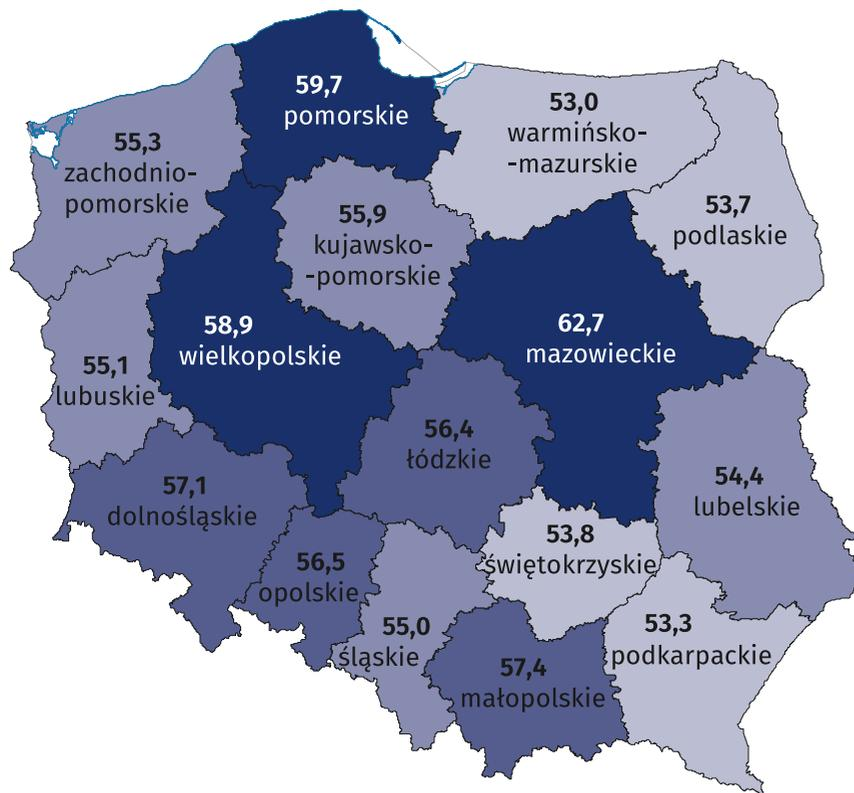 59,7
pomorskie
53,0
warmińsko-
-mazurskie
55,3
zachodnio-
pomorskie
55,9
kujawsko-
-pomorskie
53,7
podlaskie
58,9
wielkopolskie
62,7
mazowieckie
55,1
lubuskie
56,4
łódzkie
57,1
dolnośląskie
54,4
lubelskie
53,8
świętokrzyskie
56,5
opolskie
55,0
śląskie
53,3
podkarpackie
57,4
małopolskie